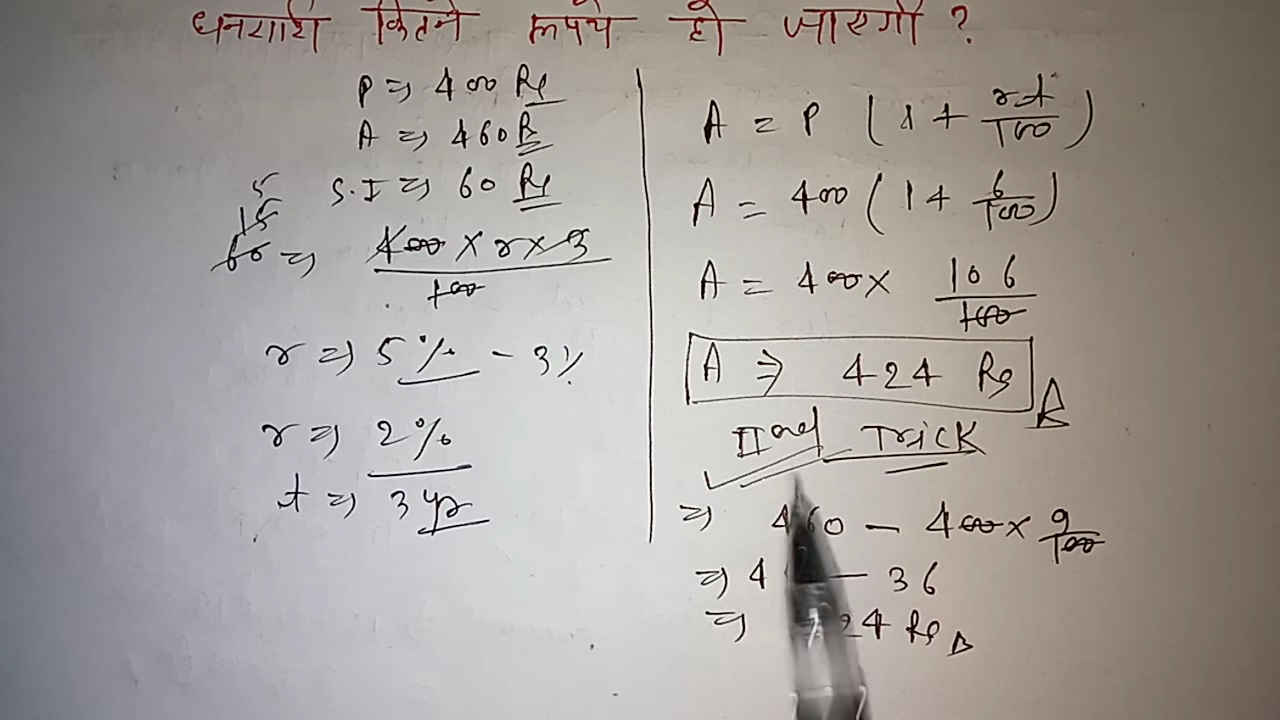 धनराशि कितने रूपये हो जाएगी ?
P ⇒ 400 Rs
A ⇒ 460 Rs
S.I ⇒ 60 Rs
5
15
60 ⇒ 400 × r × 3
100
r ⇒ 5% - 3%
r ⇒ 2%
t ⇒ 3 yr
A = P (1 + rt/100)
A = 400 (1 + 6/100)
A = 400 × 106/100
A ⇒ 424 Rs
IInd Trick
⇒ 460 - 400 × 9/100
⇒ 4 - 36
⇒ 24 Rs